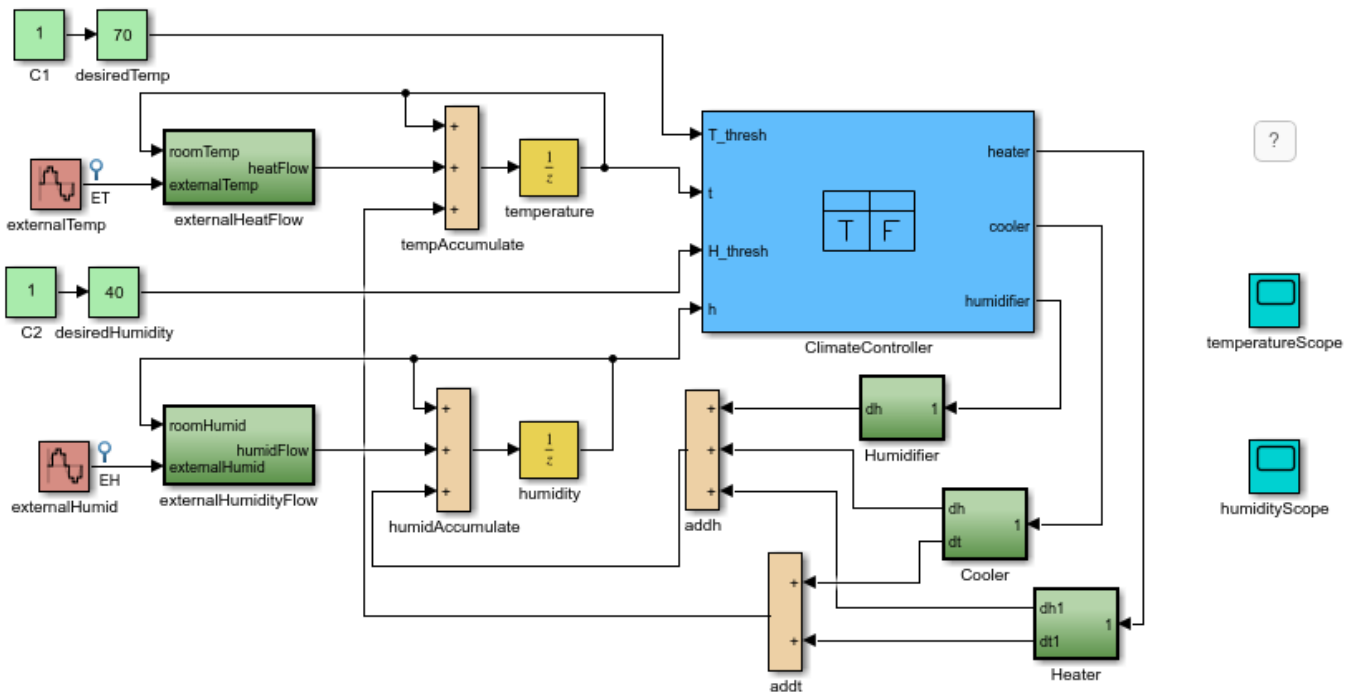 1
C1
70
desiredTemp
roomTemp
heatFlow
externalTemp
externalHeatFlow
ET
externalTemp
+
+
+
tempAccumulate
1
z
temperature
T_thresh
t
H_thresh
h
T F
heater
cooler
humidifier
ClimateController
?
temperatureScope
humidityScope
1
C2
40
desiredHumidity
roomHumid
humidFlow
externalHumid
externalHumidityFlow
EH
externalHumid
+
+
+
humidAccumulate
1
z
humidity
+
+
+
addh
dh 1
Humidifier
dh
dt
1
Cooler
+
+
addt
dh1
dt1
1
Heater